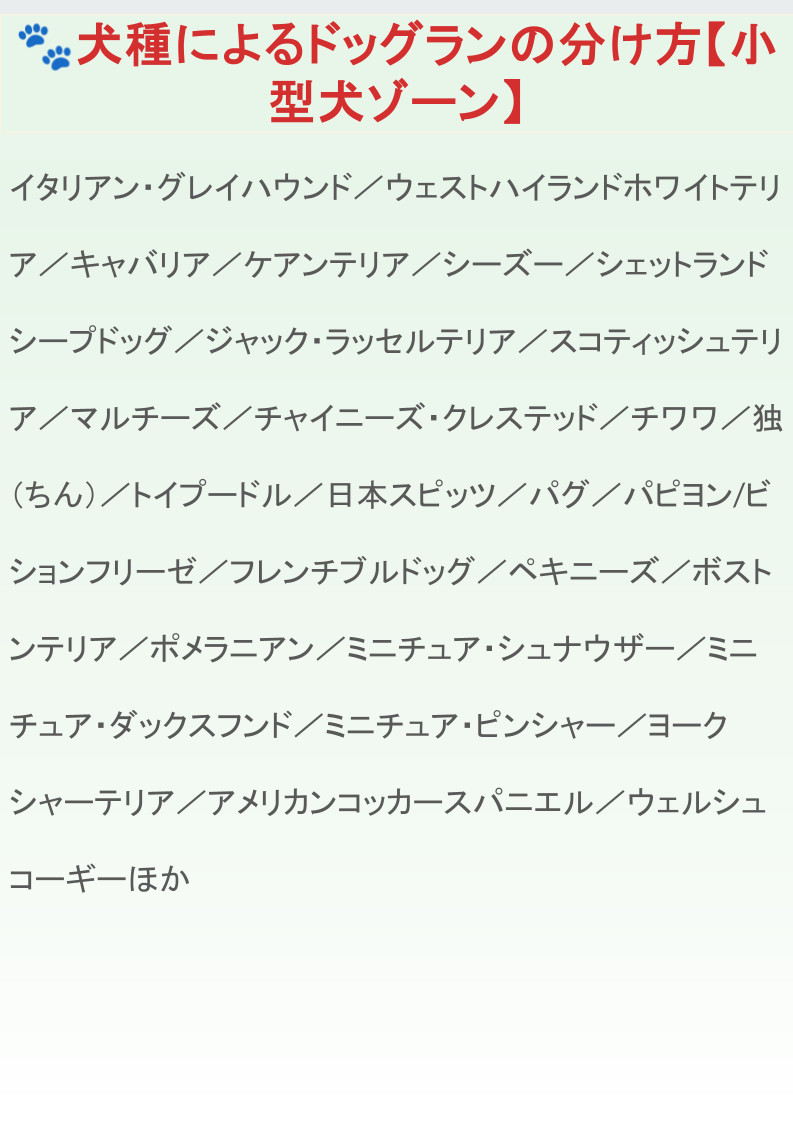 🐾犬種によるドッグランの分け方【小
型犬ゾーン】
イタリアン・グレイハウンド／ウェストハイランドホワイトテリ
ア／キャバリア／ケアンテリア／シーズー／シェットランド
シープドッグ／ジャック・ラッセルテリア／スコティッシュテリ
ア／マルチーズ／チャイニーズ・クレステッド／チワワ／独
（ちん）／トイプードル／日本スピッツ／パグ／パピヨン/ビ
ションフリーゼ／フレンチブルドッグ／ペキニーズ／ボスト
ンテリア／ポメラニアン／ミニチュア・シュナウザー／ミニ
チュア・ダックスフンド／ミニチュア・ピンシャー／ヨーク
シャーテリア／アメリカンコッカースパニエル／ウェルシュ
コーギーほか